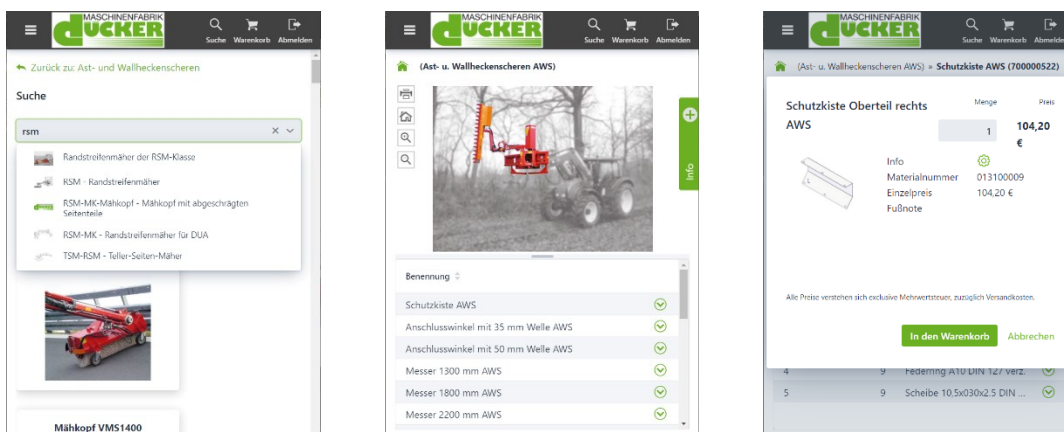 MASCHINENFABRIK
DÜCKER
Suche Warenkorb Abmelden
Zurück zu: Ast- und Wallheckenscheren
Suche
rsm
Randstreifenmäher der RSM-Klasse
RSM - Randstreifenmäher
RSM-MK-Mähkopf - Mähkopf mit abgeschrägten
Seitenteile
RSM-MK - Randstreifenmäher für DUA
TSM-RSM - Teller-Seiten-Mäher
Mähkopf VMS1400
MASCHINENFABRIK
DÜCKER
Suche Warenkorb Abmelden
(Ast- u. Wallheckenscheren AWS)
Info
Benennung
Schutzkiste AWS
Anschlusswinkel mit 35 mm Welle AWS
Anschlusswinkel mit 50 mm Welle AWS
Messer 1300 mm AWS
Messer 1800 mm AWS
Messer 2200 mm AWS
MASCHINENFABRIK
DÜCKER
Suche Warenkorb Abmelden
(Ast- u. Wallheckenscheren AWS) » Schutzkiste AWS (700000522)
Menge Preis
Schutzkiste Oberteil rechts
AWS
1 104,20
€
Info
Materialnummer 013100009
Einzelpreis 104,20 €
Fußnote
Alle Preise verstehen sich exclusive Mehrwertsteuer, zuzüglich Versandkosten.
In den Warenkorb Abbrechen
4 9 Federring A10 DIN 127 verz.
5 9 Scheibe 10,5x030x2.5 DIN ...